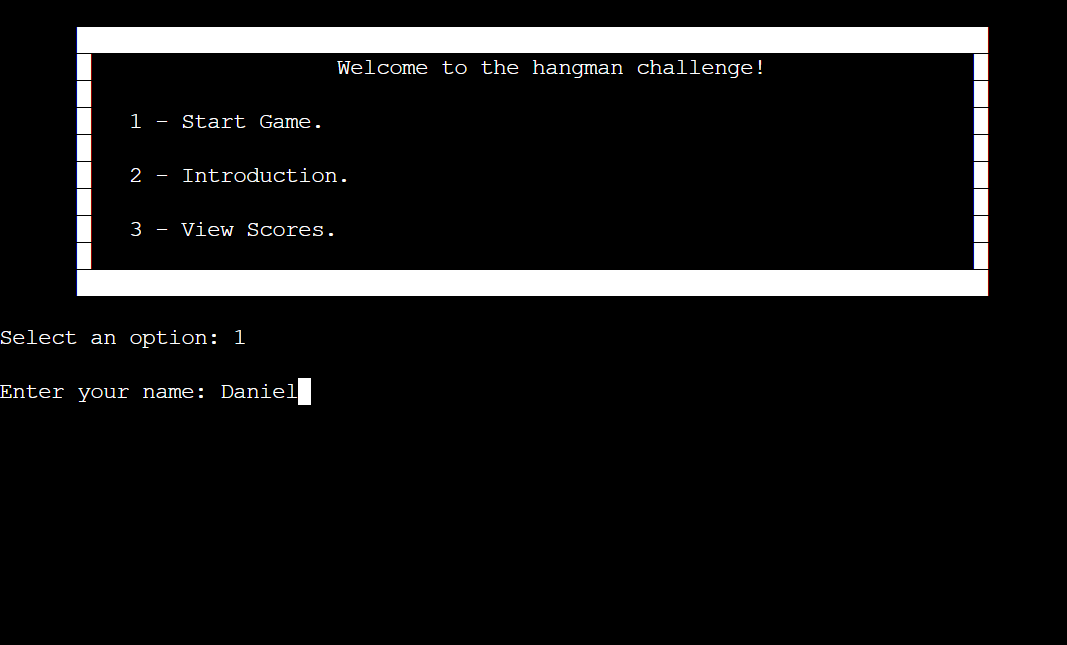 Welcome to the hangman challenge!
1 - Start Game.
2 - Introduction.
3 - View Scores.
Select an option: 1
Enter your name: Daniel